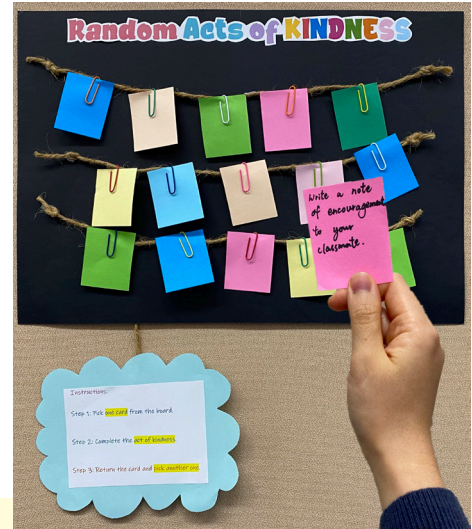 Random Acts of KINDNESS
Write a note
of encouragement
to your
classmate.
Instructions:
Step 1: Pick one card from the board.
Step 2: Complete the act of kindness.
Step 3: Return the card and pick another one.